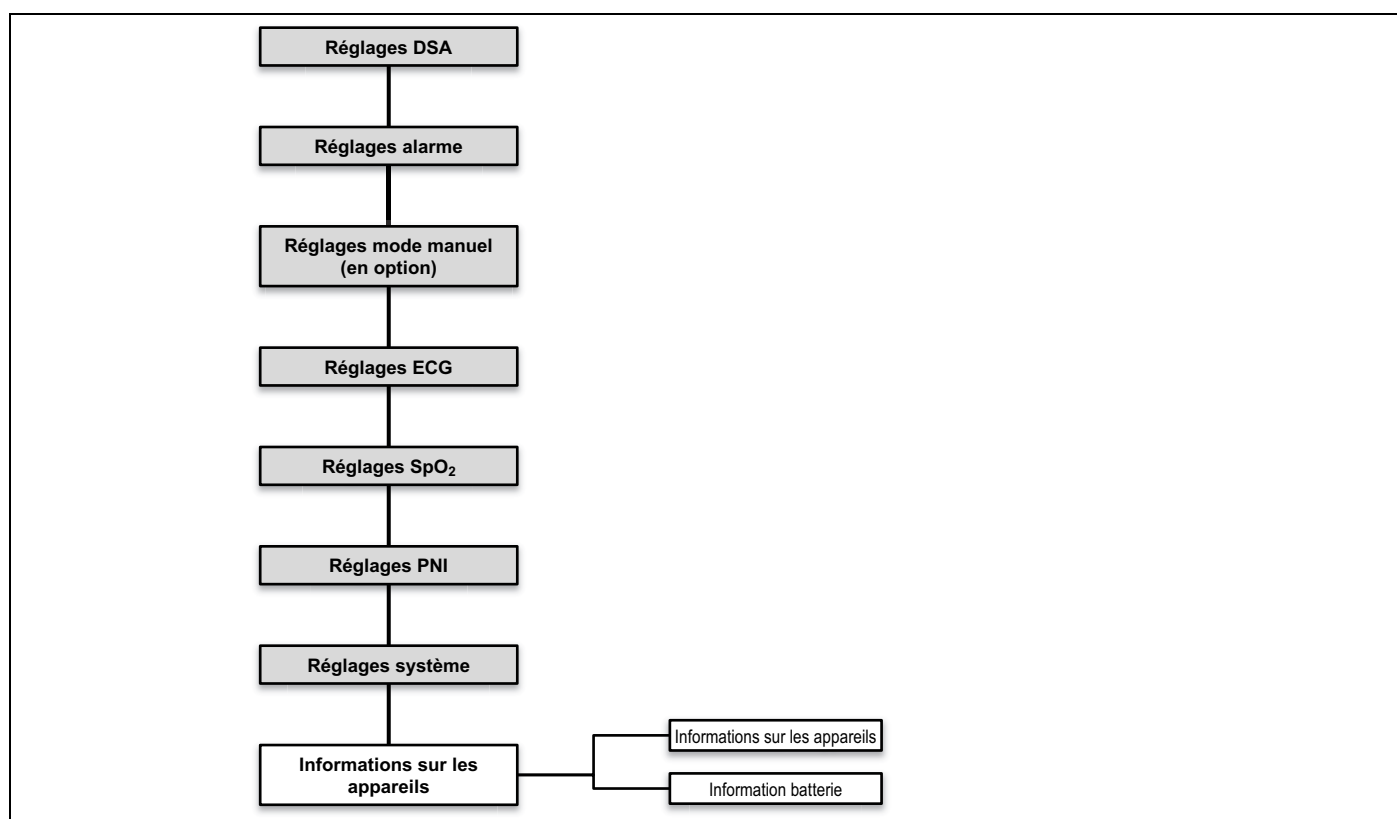 Réglages DSA
Réglages alarme
Réglages mode manuel
(en option)
Réglages ECG
Réglages SpO₂
Réglages PNI
Réglages système
Informations sur les
appareils
Informations sur les appareils
Information batterie